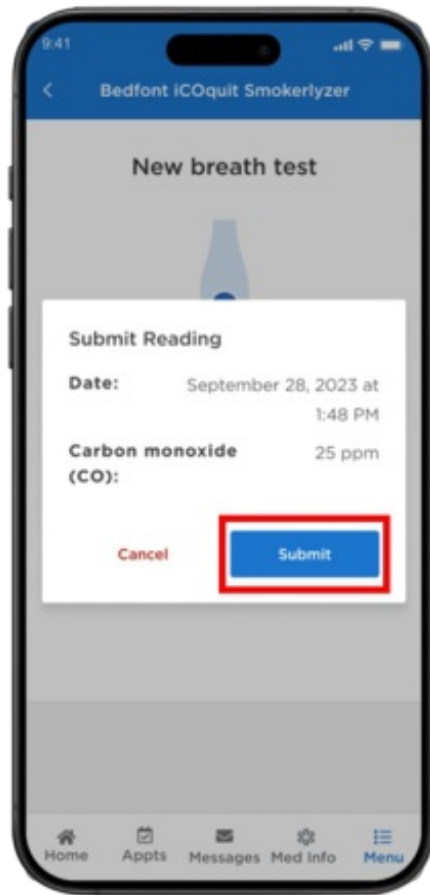 9:41
Bedfont iCOquit Smokerlyzer
New breath test
Submit Reading
Date: September 28, 2023 at
1:48 PM
Carbon monoxide 25 ppm
(CO):
Cancel Submit
Home Appts Messages Med Info Menu